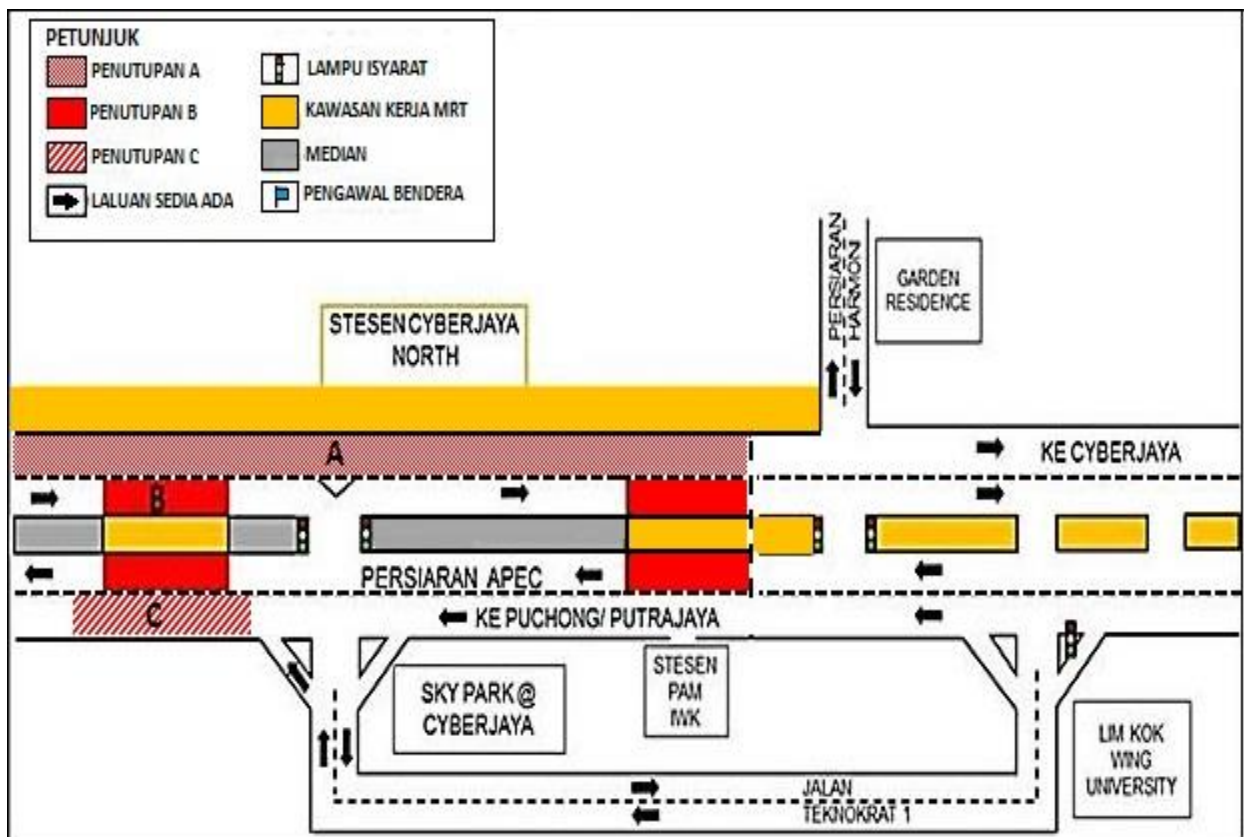 PETUNJUK
PENUTUPAN A
PENUTUPAN B
PENUTUPAN C
LALUAN SEDIA ADA
LAMPU ISYARAT
KAWASAN KERJA MRT
MEDIAN
PENGAWAL BENDERA
PERSIARAN
HARMONI
GARDEN
RESIDENCE
STESEN CYBERJAYA
NORTH
A
KE CYBERJAYA
B
PERSIARAN APEC
C
KE PUCHONG/ PUTRAJAYA
SKY PARK @
CYBERJAYA
STESEN
PAM
IWK
LIM KOK
WING
UNIVERSITY
JALAN
TEKNOKRAT 1